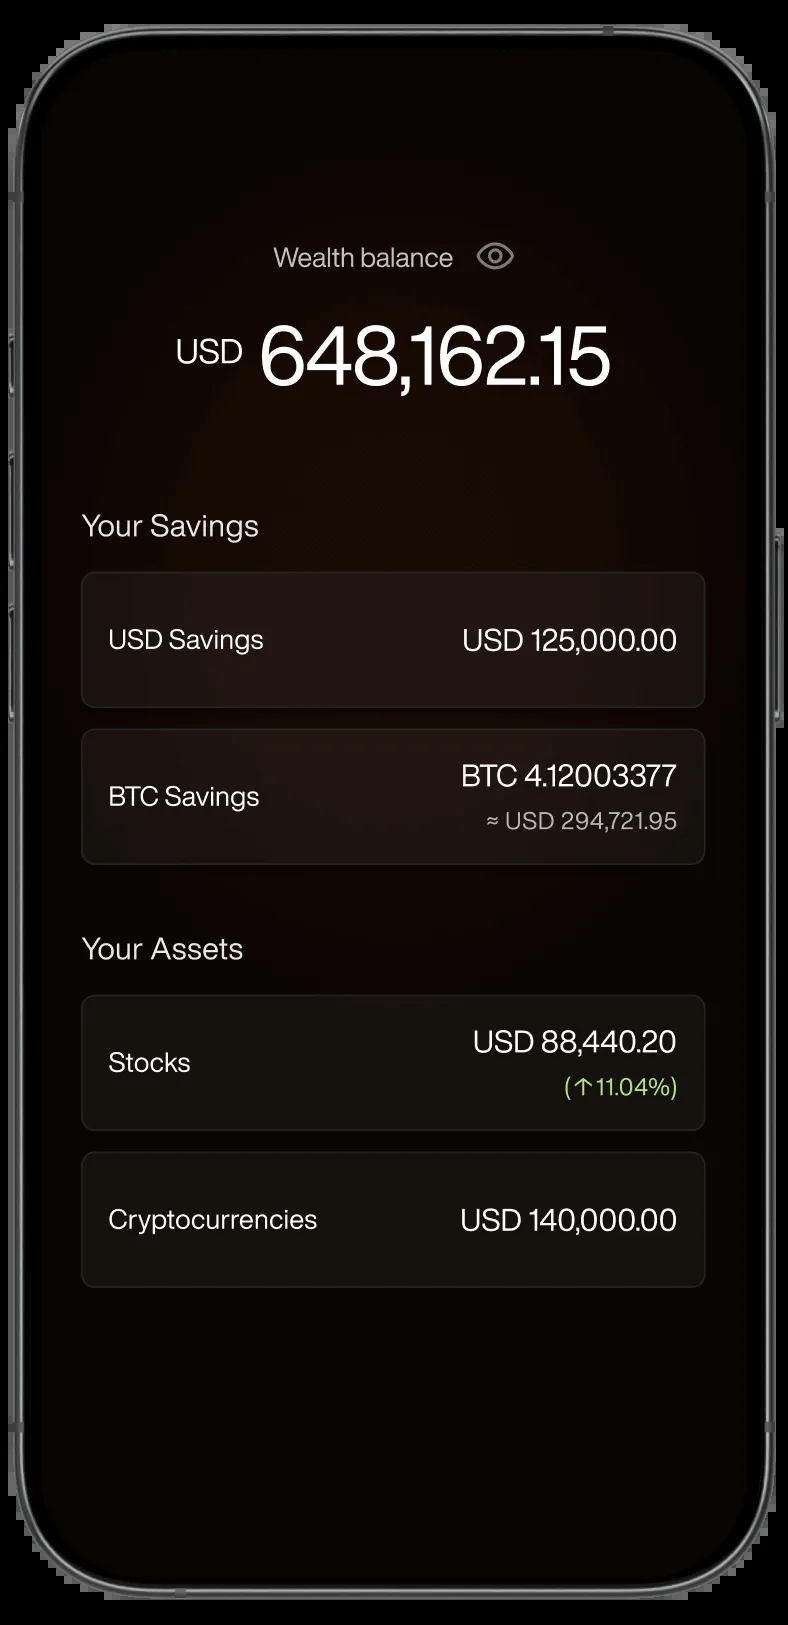 Wealth balance
USD 648,162.15
Your Savings
USD Savings USD 125,000.00
BTC Savings BTC 4.12003377
≈ USD 294,721.95
Your Assets
Stocks USD 88,440.20
(↑11.04%)
Cryptocurrencies USD 140,000.00